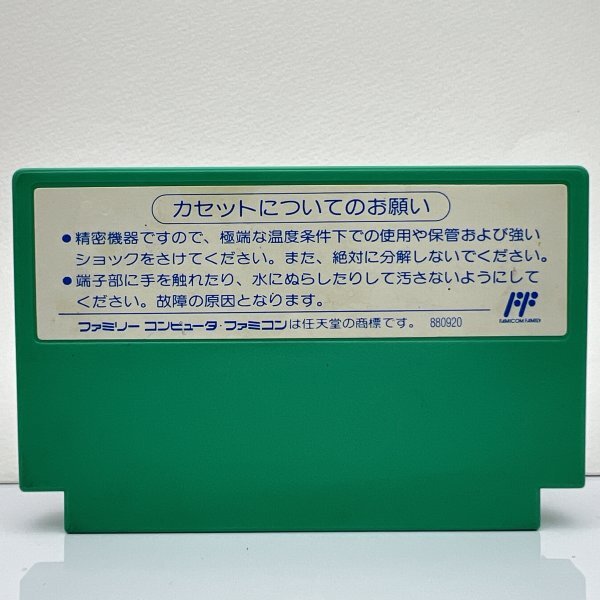 カセットについてのお願い
●精密機器ですので、極端な温度条件下での使用や保管および強い
ショックをさけてください。また、絶対に分解しないでください。
●端子部に手を触れたり、水にぬらしたりして汚さないようにして
ください。故障の原因となります。
FAMICOM FAMILY
ファミリー コンピュータ・ファミコンは任天堂の商標です。 880920